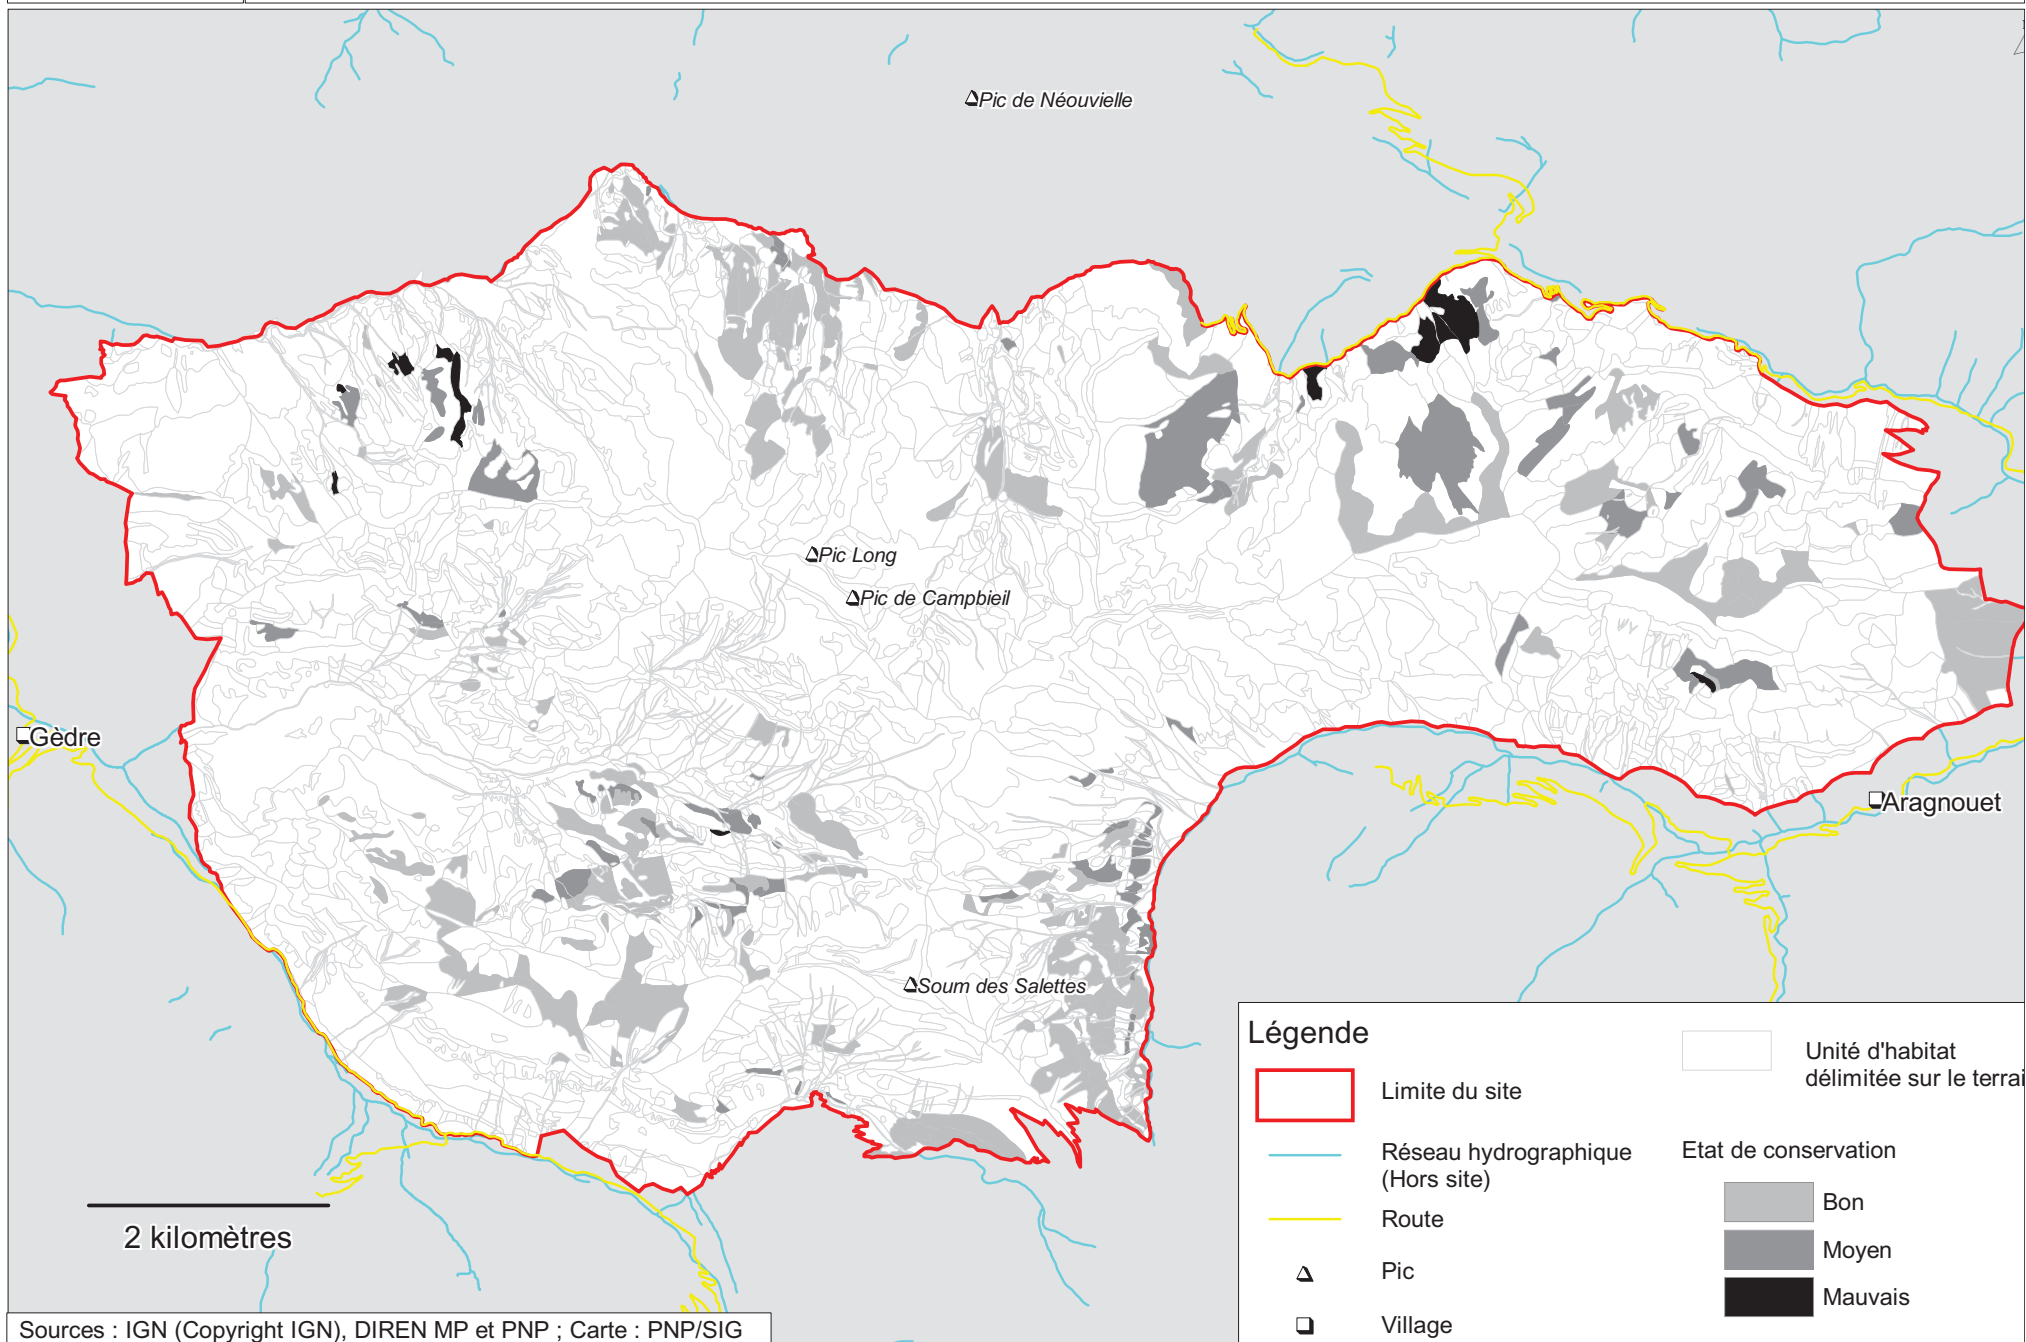 Pic de Néouvielle
Pic Long
Pic de Campbieil
Gèdre
Aragnouet
Soum des Salettes
2 kilomètres
Légende
Limite du site
Réseau hydrographique
(Hors site)
Route
Pic
Village
Unité d'habitat
délimitée sur le terrai
Etat de conservation
Bon
Moyen
Mauvais
Sources : IGN (Copyright IGN), DIREN MP et PNP ; Carte : PNP/SIG